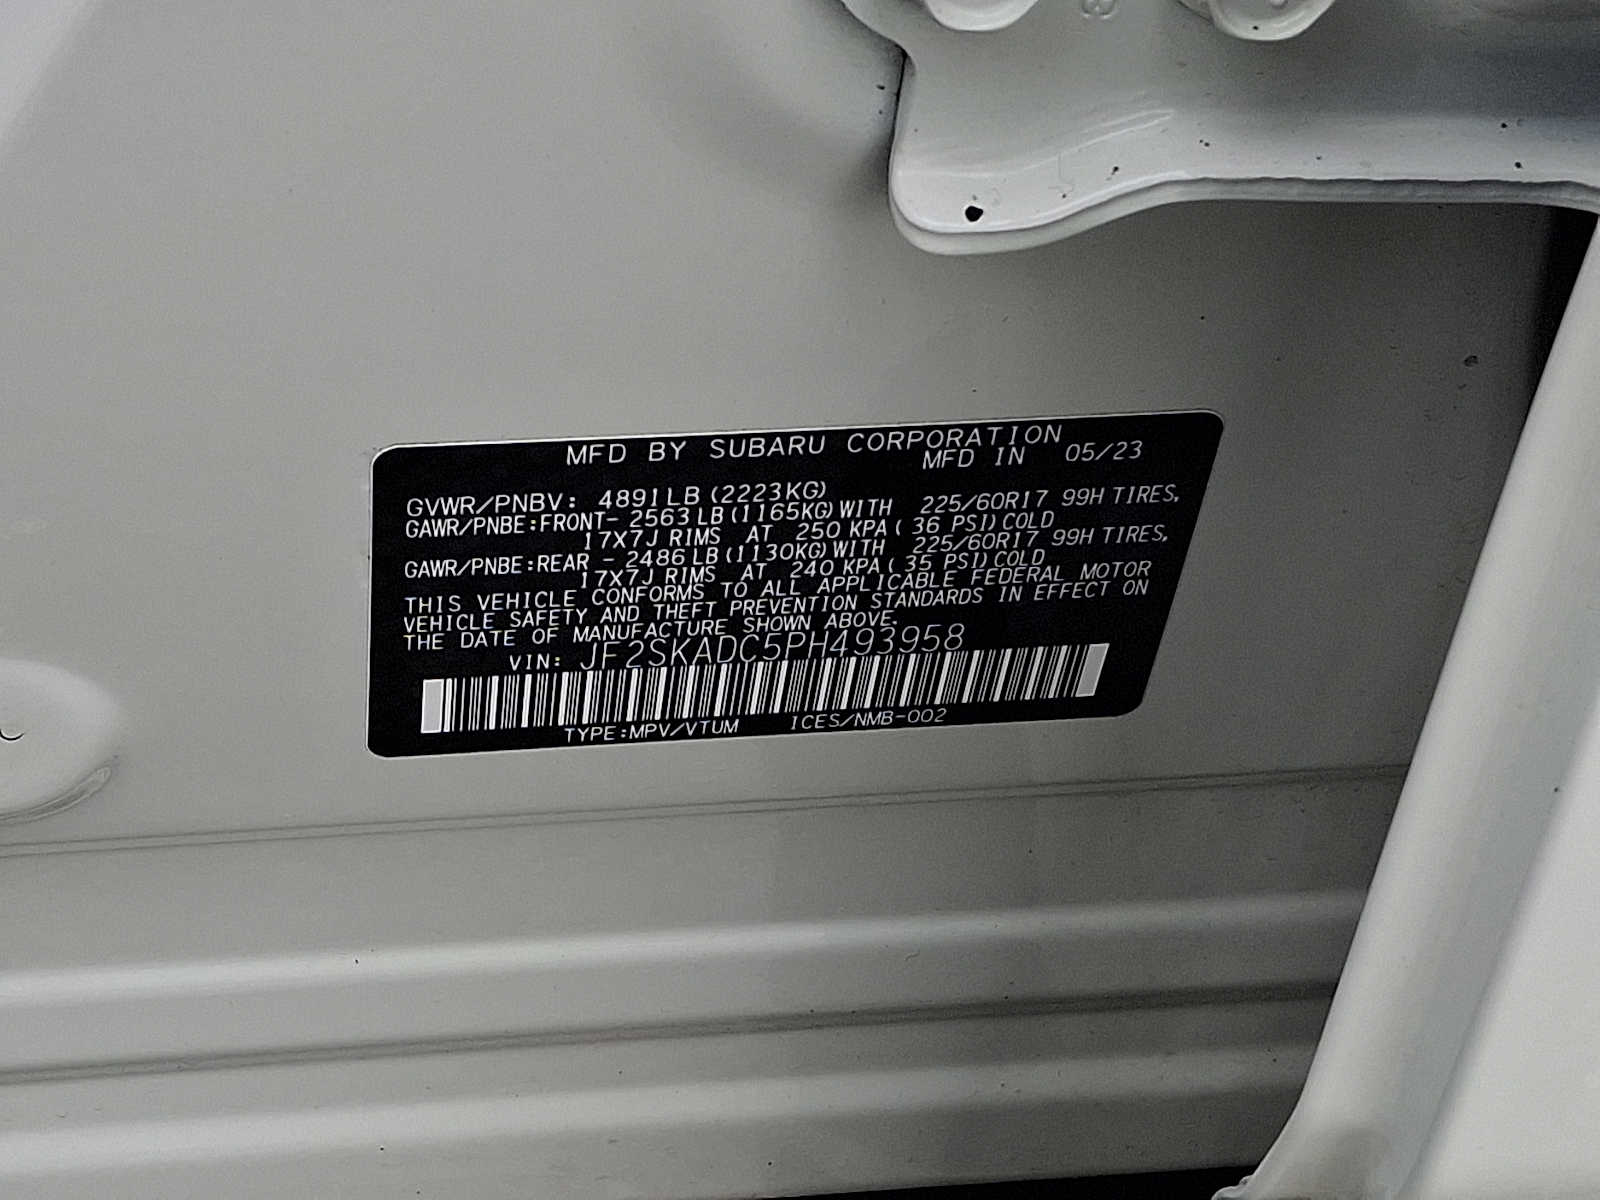 MFD BY SUBARU CORPORATION
MFD IN 05/23
GVWR/PNBV: 4891LB (2223KG)
GAWR/PNBE:FRONT- 2563LB (1165KG) WITH 225/60R17 99H TIRES,
17X7J RIMS AT 250 KPA ( 36 PSI) COLD
GAWR/PNBE:REAR - 2486LB (1130KG) WITH 225/60R17 99H TIRES,
17X7J RIMS AT 240 KPA ( 35 PSI) COLD
THIS VEHICLE CONFORMS TO ALL APPLICABLE FEDERAL MOTOR
VEHICLE SAFETY AND THEFT PREVENTION STANDARDS IN EFFECT ON
THE DATE OF MANUFACTURE SHOWN ABOVE.
VIN: JF2SKADC5PH493958
TYPE:MPV/VTUM ICES/NMB-002